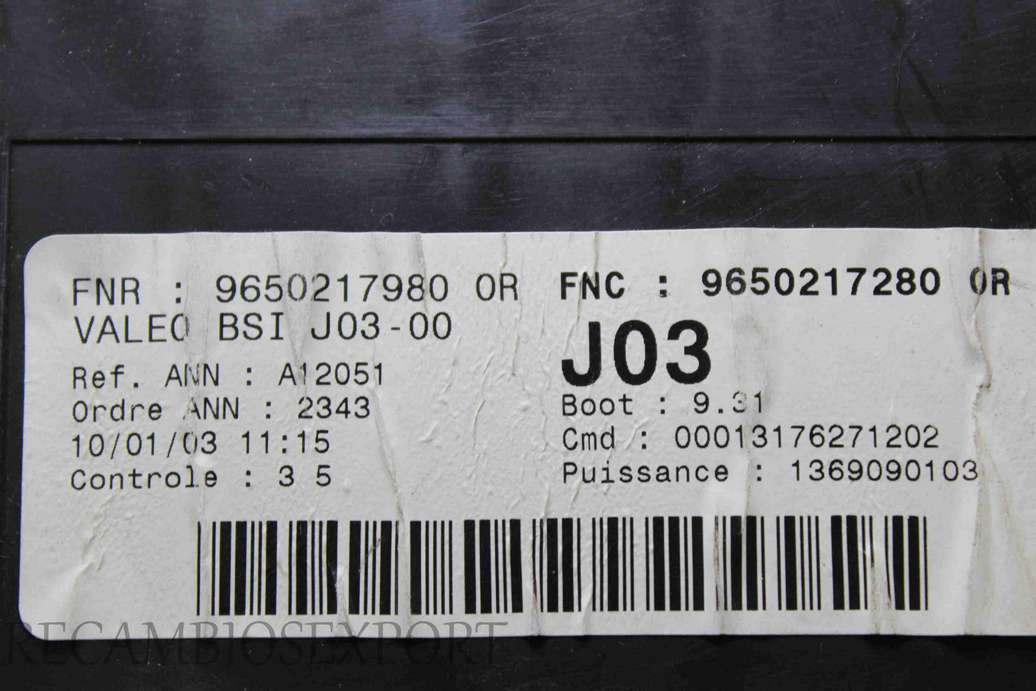 FNR : 9650217980 0R
FNC : 9650217280 0R
VALEO BSI J03-00
J03
Ref. ANN : A12051
Ordre ANN : 2343
Boot : 9.31
10/01/03 11:15
Cmd : 00013176271202
Controle : 3 5
Puissance : 1369090103
RECAMBIOSEXPORT